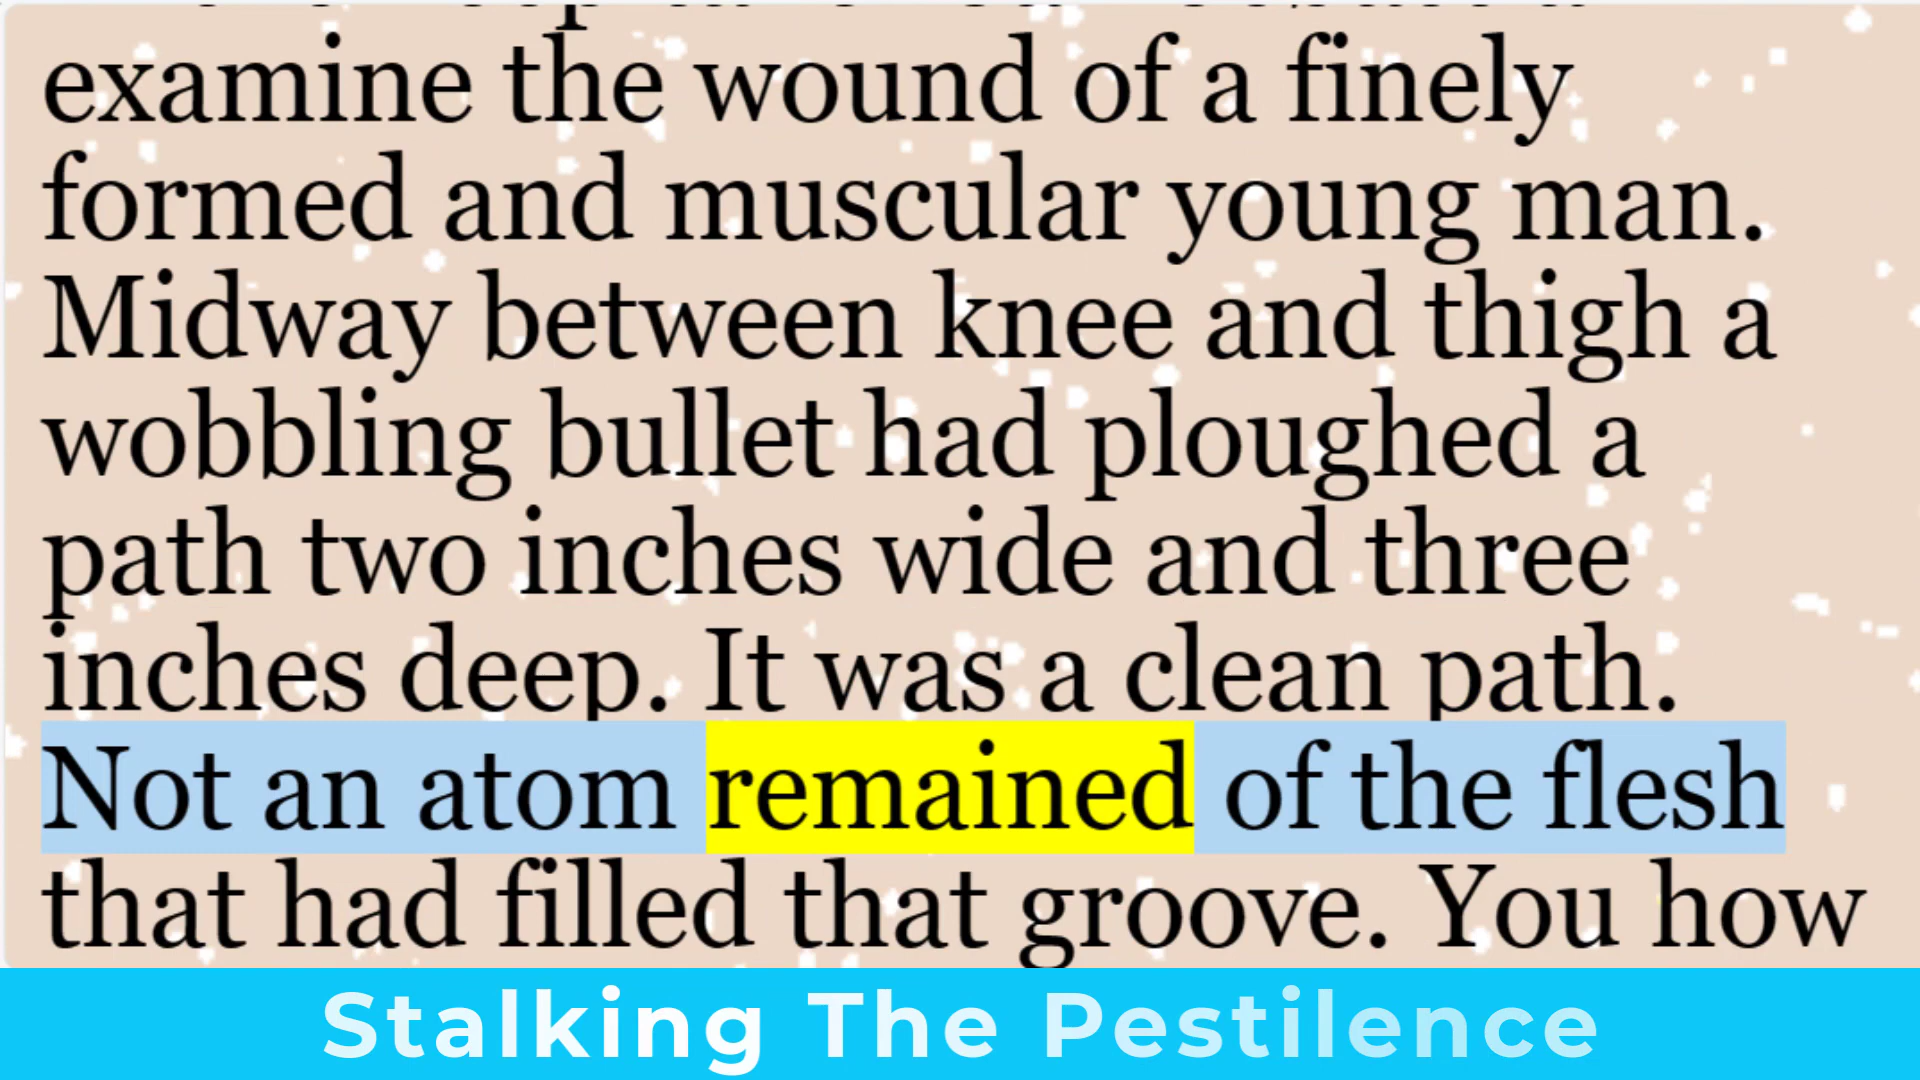 examine the wound of a finely
formed and muscular young man.
Midway between knee and thigh a
wobbling bullet had ploughed a
path two inches wide and three
inches deep. It was a clean path.
Not an atom remained of the flesh
that had filled that groove. You how
Stalking The Pestilence